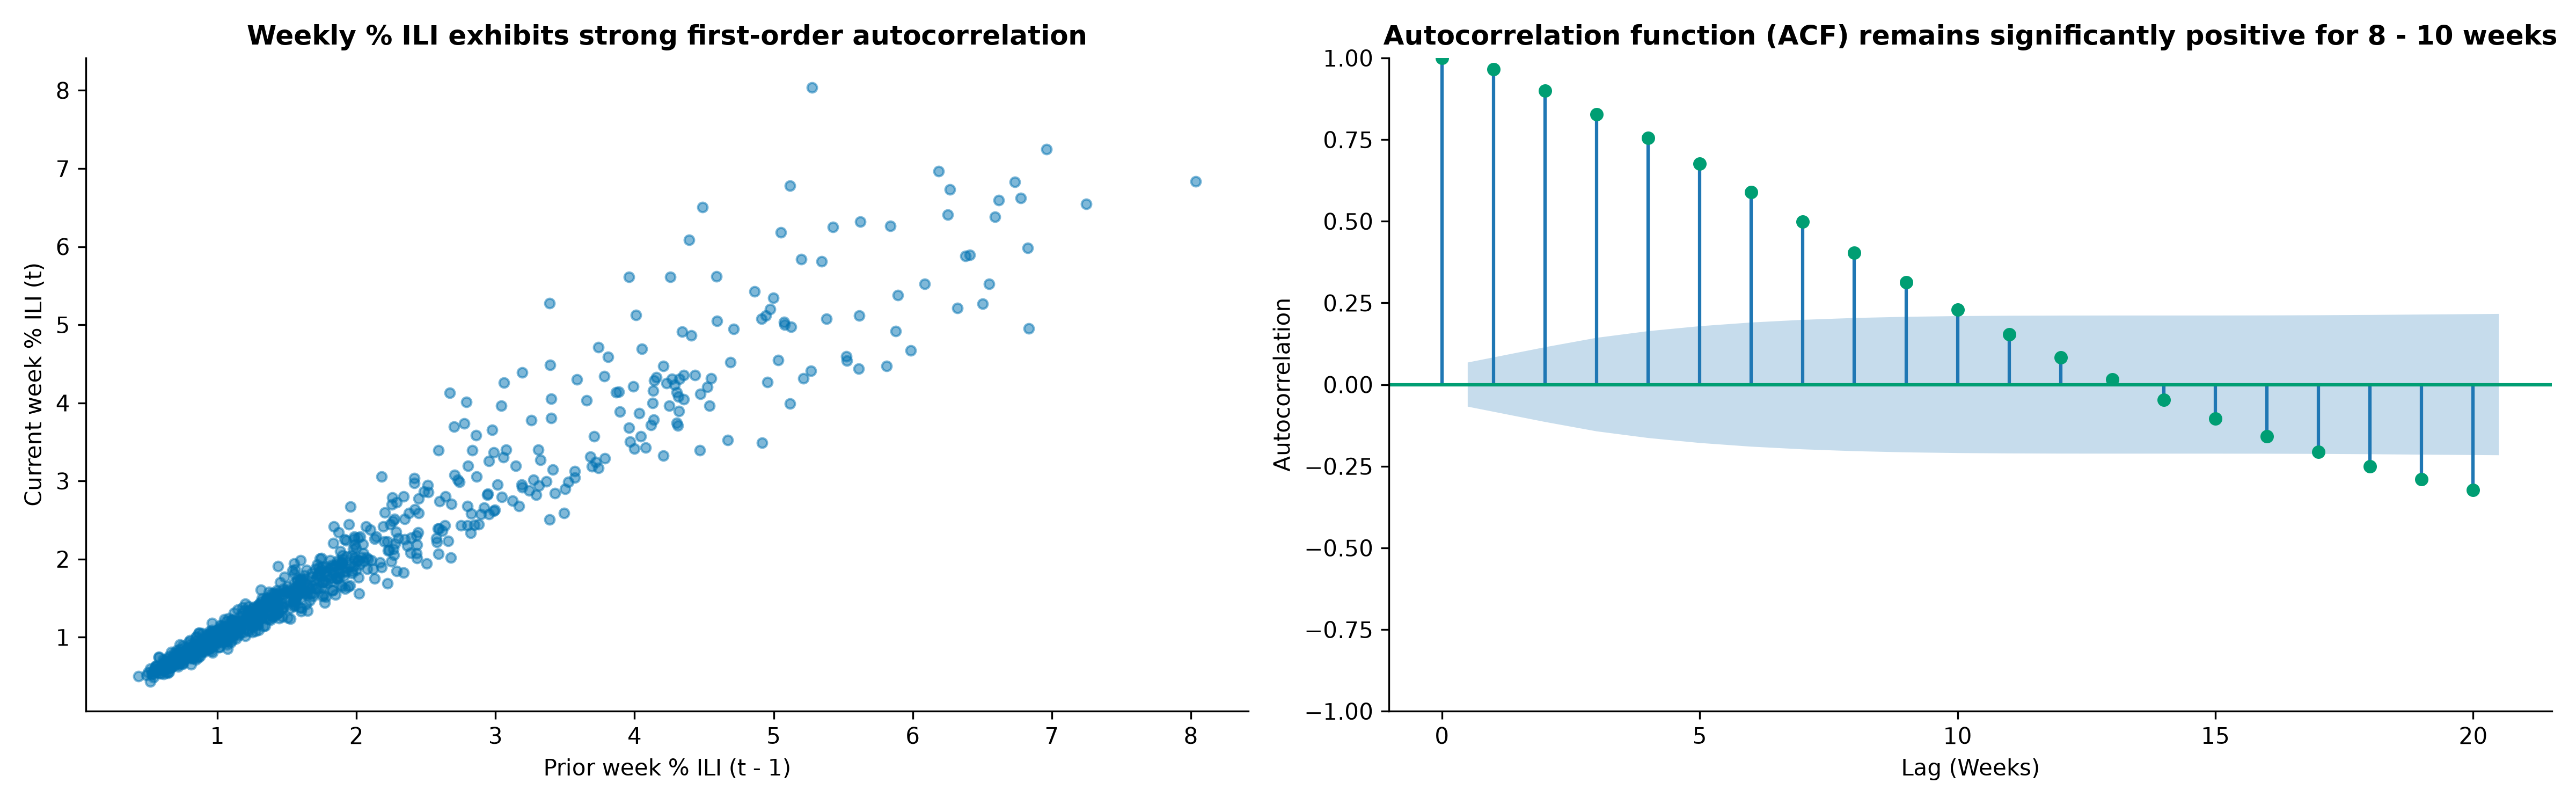 Weekly % ILI exhibits strong first-order autocorrelation
8
7
6
5
4
3
2
1
Current week % ILI (t)
1 2 3 4 5 6 7 8
Prior week % ILI (t - 1)
Autocorrelation function (ACF) remains significantly positive for 8 - 10 weeks
1.00
0.75
0.50
0.25
0.00
−0.25
−0.50
−0.75
−1.00
Autocorrelation
0 5 10 15 20
Lag (Weeks)